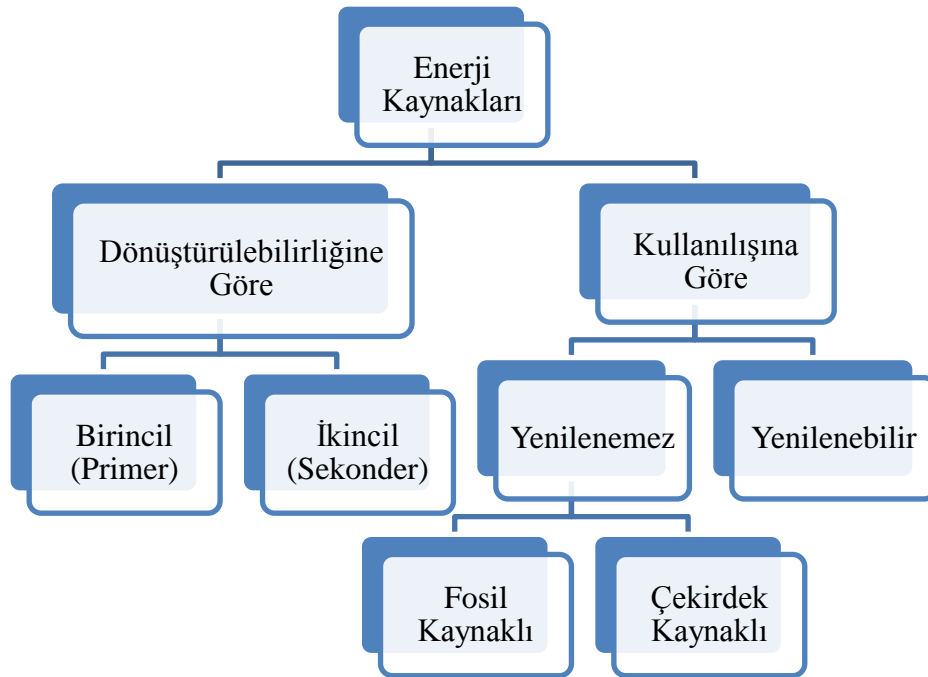 Enerji
Kaynakları
Dönüştürülebilirliğine
Göre
Kullanılışına
Göre
Birincil
(Primer)
İkincil
(Sekonder)
Yenilenemez
Yenilenebilir
Fosil
Kaynaklı
Çekirdek
Kaynaklı